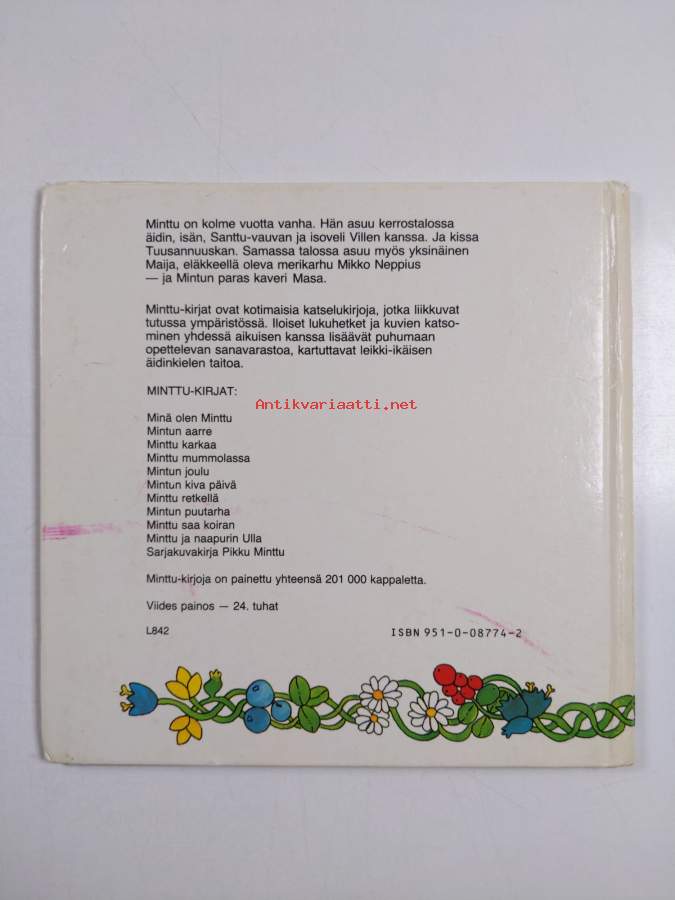 Minttu on kolme vuotta vanha. Hän asuu kerrostalossa
äidin, isän, Santtu-vauvan ja isoveli Villen kanssa. Ja kissa
Tuusannuuskan. Samassa talossa asuu myös yksinäinen
Maija, eläkkeellä oleva merikarhu Mikko Neppius
— ja Mintun paras kaveri Masa.
Minttu-kirjat ovat kotimaisia katselukirjoja, jotka liikkuvat
tutussa ympäristössä. Iloiset lukuhetket ja kuvien katso-
minen yhdessä aikuisen kanssa lisäävät puhumaan
opettelevan sanavarastoa, kartuttavat leikki-ikäisen
äidinkielen taitoa.
MINTTU-KIRJAT:
Antikvariaatti.net
Minä olen Minttu
Mintun aarre
Minttu karkaa
Minttu mummolassa
Mintun joulu
Mintun kiva päivä
Minttu retkellä
Mintun puutarha
Minttu saa koiran
Minttu ja naapurin Ulla
Sarjakuvakirja Pikku Minttu
Minttu-kirjoja on painettu yhteensä 201 000 kappaletta.
Viides painos — 24. tuhat
L842
ISBN 951-0-08774-2